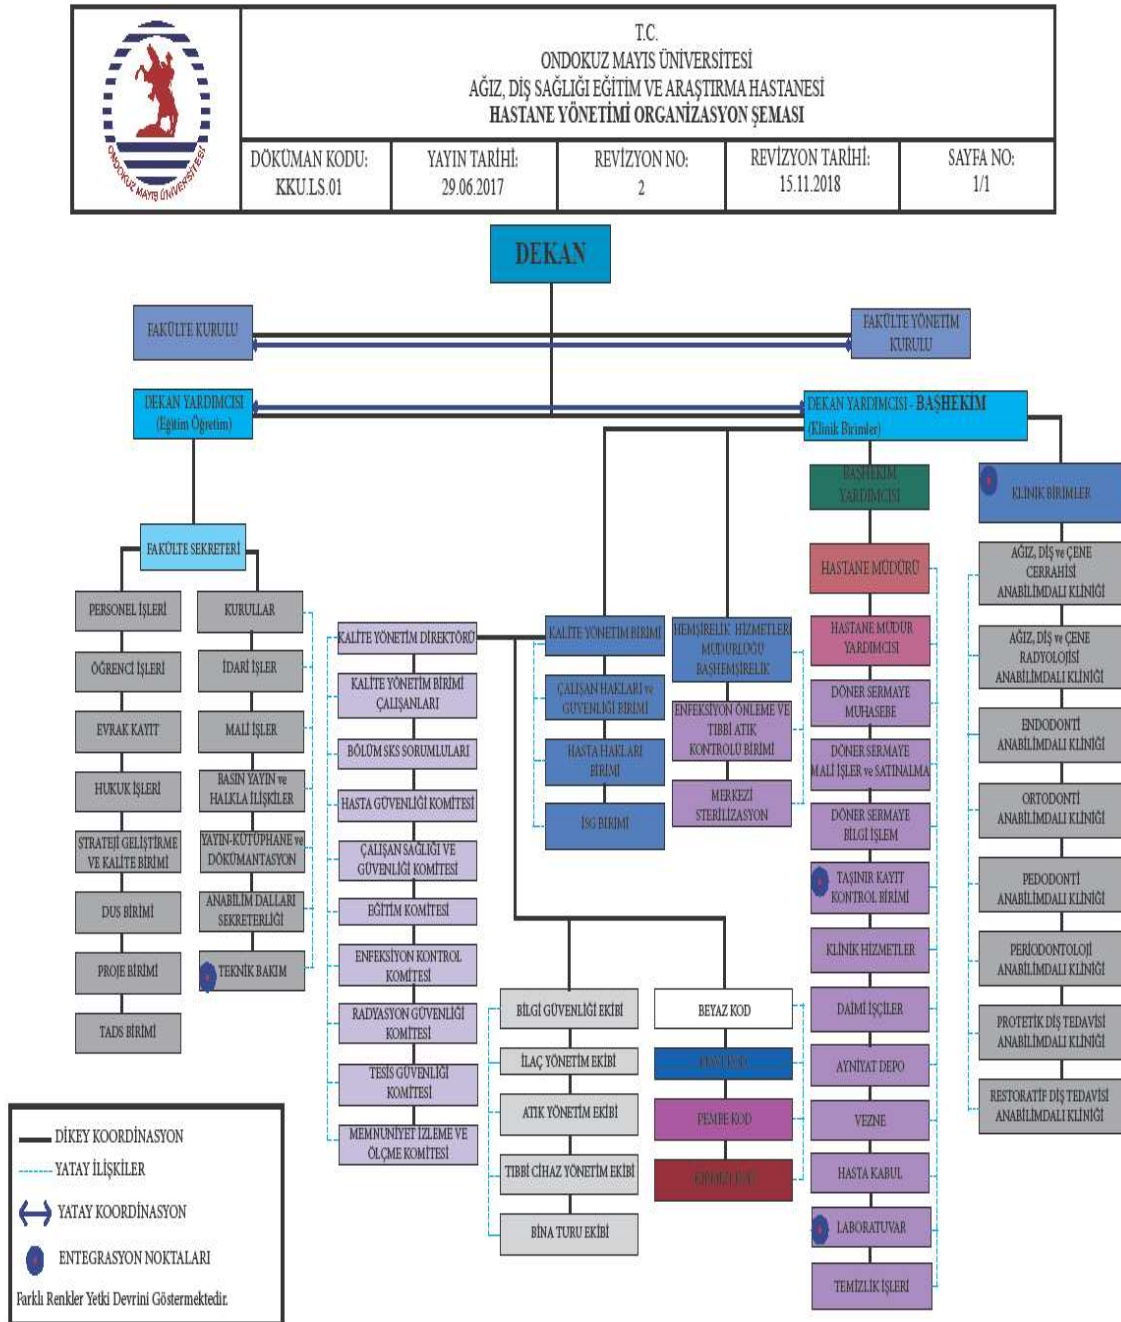 T.C.
ONDOKUZ MAYIS ÜNİVERSİTESİ
AĞIZ, DİŞ SAĞLIĞI EĞİTİM VE ARAŞTIRMA HASTANESİ
HASTANE YÖNETİMİ ORGANİZASYON ŞEMASI
ONDOKUZ MAYIS ÜNİVERSİTESİ
DÖKÜMAN KODU:
KKU.LS.01
YAYIN TARİHİ:
29.06.2017
REVİZYON NO:
2
REVİZYON TARİHİ:
15.11.2018
SAYFA NO:
1/1
DEKAN
FAKÜLTE KURULU
FAKÜLTE YÖNETİM
KURULU
DEKAN YARDIMCISI
(Eğitim Öğretim)
DEKAN YARDIMCISI - BAŞHEKİM
(Klinik Birimler)
FAKÜLTE SEKRETERİ
PERSONEL İŞLERİ
ÖĞRENCİ İŞLERİ
EVRAK KAYIT
HUKUK İŞLERİ
STRATEJİ GELİŞTİRME
VE KALİTE BİRİMİ
DUS BİRİMİ
PROJE BİRİMİ
TADS BİRİMİ
KURULLAR
İDARİ İŞLER
MALİ İŞLER
BASIN YAYIN ve
HALKLA İLİŞKİLER
YAYIN-KÜTÜPHANE ve
DÖKÜMANTASYON
ANABİLİM DALLARI
SEKRETERLİĞİ
TEKNİK BAKIM
KALİTE YÖNETİM DİREKTÖRÜ
KALİTE YÖNETİM BİRİMİ
ÇALIŞANLARI
BÖLÜM SKS SORUMLULARI
HASTA GÜVENLİĞİ KOMİTESİ
ÇALIŞAN SAĞLIĞI VE
GÜVENLİĞİ KOMİTESİ
EĞİTİM KOMİTESİ
ENFEKSİYON KONTROL
KOMİTESİ
RADYASYON GÜVENLİĞİ
KOMİTESİ
TESİS GÜVENLİĞİ
KOMİTESİ
MEMNUNİYET İZLEME VE
ÖLÇME KOMİTESİ
KALİTE YÖNETİM BİRİMİ
ÇALIŞAN HAKLARI ve
GÜVENLİĞİ BİRİMİ
HASTA HAKLARI
BİRİMİ
İSG BİRİMİ
HEMŞİRELİK HİZMETLERİ
MÜDÜRLÜĞÜ
BAŞHEMŞİRELİK
ENFEKSİYON ÖNLEME VE
TIBBİ ATIK
KONTROLÜ BİRİMİ
MERKEZİ
STERİLİZASYON
BİLGİ GÜVENLİĞİ EKİBİ
İLAÇ YÖNETİM EKİBİ
ATIK YÖNETİM EKİBİ
TIBBİ CİHAZ YÖNETİM EKİBİ
BİNA TURU EKİBİ
BEYAZ KOD
MAVİ KOD
PEMBE KOD
KIRMIZI KOD
BAŞHEKİM
YARDIMCISI
HASTANE MÜDÜRÜ
HASTANE MÜDÜR
YARDIMCISI
DÖNER SERMAYE
MUHASEBE
DÖNER SERMAYE
MALİ İŞLER ve SATINALMA
DÖNER SERMAYE
BİLGİ İŞLEM
TAŞINIR KAYIT
KONTROL BİRİMİ
KLİNİK HİZMETLER
DAİMİ İŞÇİLER
AYNİYAT DEPO
VEZNE
HASTA KABUL
LABORATUVAR
TEMİZLİK İŞLERİ
KLİNİK BİRİMLER
AĞIZ, DİŞ ve ÇENE
CERRAHİSİ
ANABİLİMDALI KLİNİĞİ
AĞIZ, DİŞ ve ÇENE
RADYOLOJİSİ
ANABİLİMDALI KLİNİĞİ
ENDODONTİ
ANABİLİMDALI KLİNİĞİ
ORTODONTİ
ANABİLİMDALI KLİNİĞİ
PEDODONTİ
ANABİLİMDALI KLİNİĞİ
PERİODONTOLOJİ
ANABİLİMDALI KLİNİĞİ
PROTETİK DİŞ TEDAVİSİ
ANABİLİMDALI KLİNİĞİ
RESTORATİF DİŞ TEDAVİSİ
ANABİLİMDALI KLİNİĞİ
DİKEY KOORDİNASYON
YATAY İLİŞKİLER
YATAY KOORDİNASYON
ENTEGRASYON NOKTALARI
Farklı Renkler Yetki Devrini Göstermektedir.